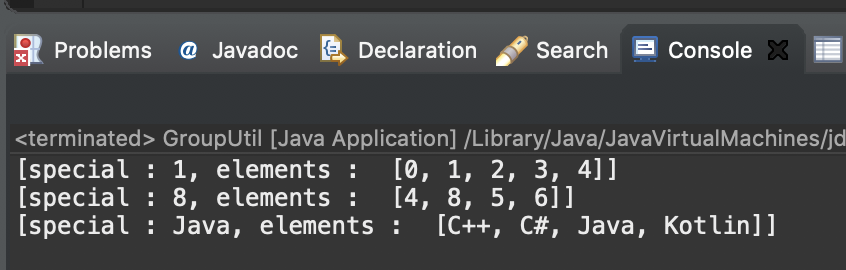 Problems @ Javadoc Declaration Search Console
<terminated> GroupUtil [Java Application] /Library/Java/JavaVirtualMachines/jd
[special : 1, elements :  [0, 1, 2, 3, 4]]
[special : 8, elements :  [4, 8, 5, 6]]
[special : Java, elements :  [C++, C#, Java, Kotlin]]